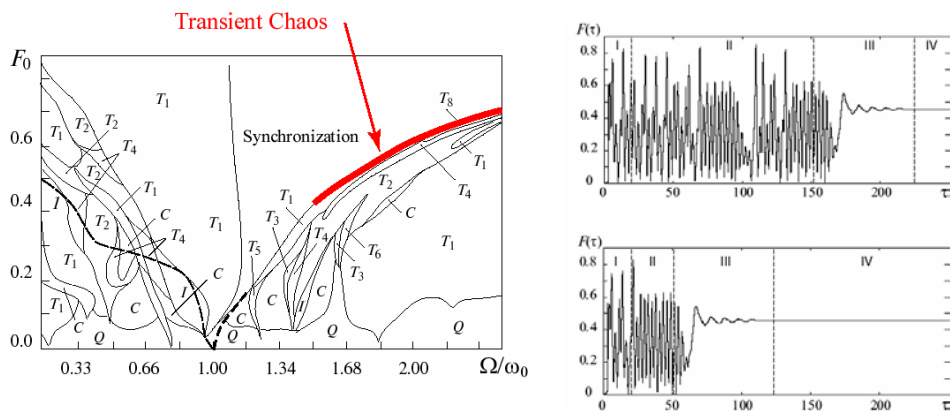 Transient Chaos
F₀
T₁
T₈
0.6
T₁
T₂
T₂
T₄
Synchronization
T₁
T₄
T₂
0.4
T₂
I
T₁
T₁
T₃
C
T₂
C
T₄
T₁
T₄
T₆
T₁
0.2
T₁
C
T₅
T₃
T₁
C
C
I
C
I
C
C
Q
Q
Q
Q
0.0
0.33 0.66 1.00 1.34 1.68 2.00 Ω/ω₀
F(τ)
I II III IV
0.8
0.6
0.4
0.2
0
0 50 100 150 200 τ
F(τ)
I II III IV
0.8
0.6
0.4
0.2
0
0 50 100 150 200 τ